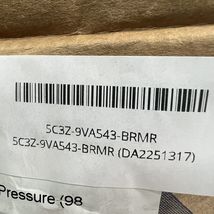 5C3Z-9VA543-BRMR
5C3Z-9VA543-BRMR (DA2251317)
Pressure (98